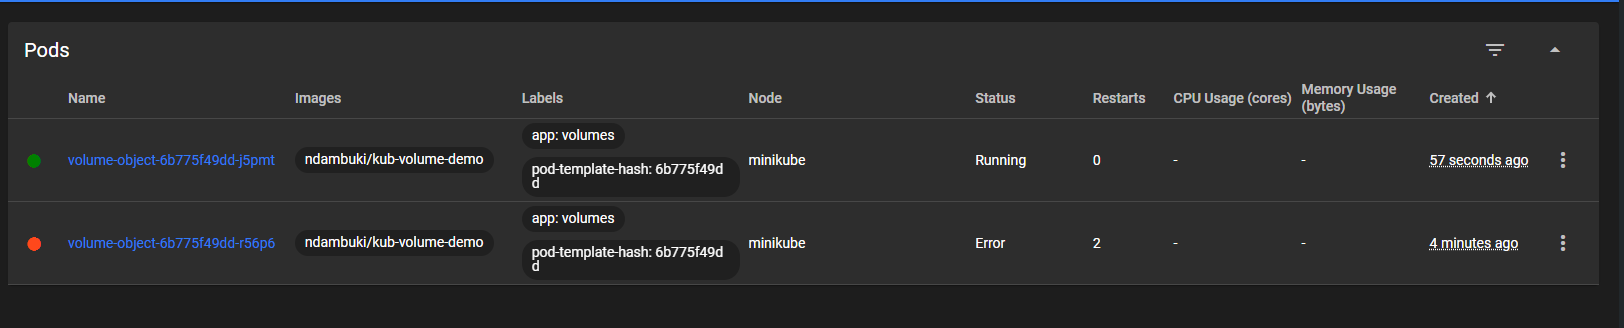 Pods
Name Images Labels Node Status Restarts CPU Usage (cores) Memory Usage (bytes) Created
volume-object-6b775f49dd-j5pmt ndambuki/kub-volume-demo app: volumes minikube Running 0 - - 57 seconds ago
pod-template-hash: 6b775f49d
d
volume-object-6b775f49dd-r56p6 ndambuki/kub-volume-demo app: volumes minikube Error 2 - - 4 minutes ago
pod-template-hash: 6b775f49d
d